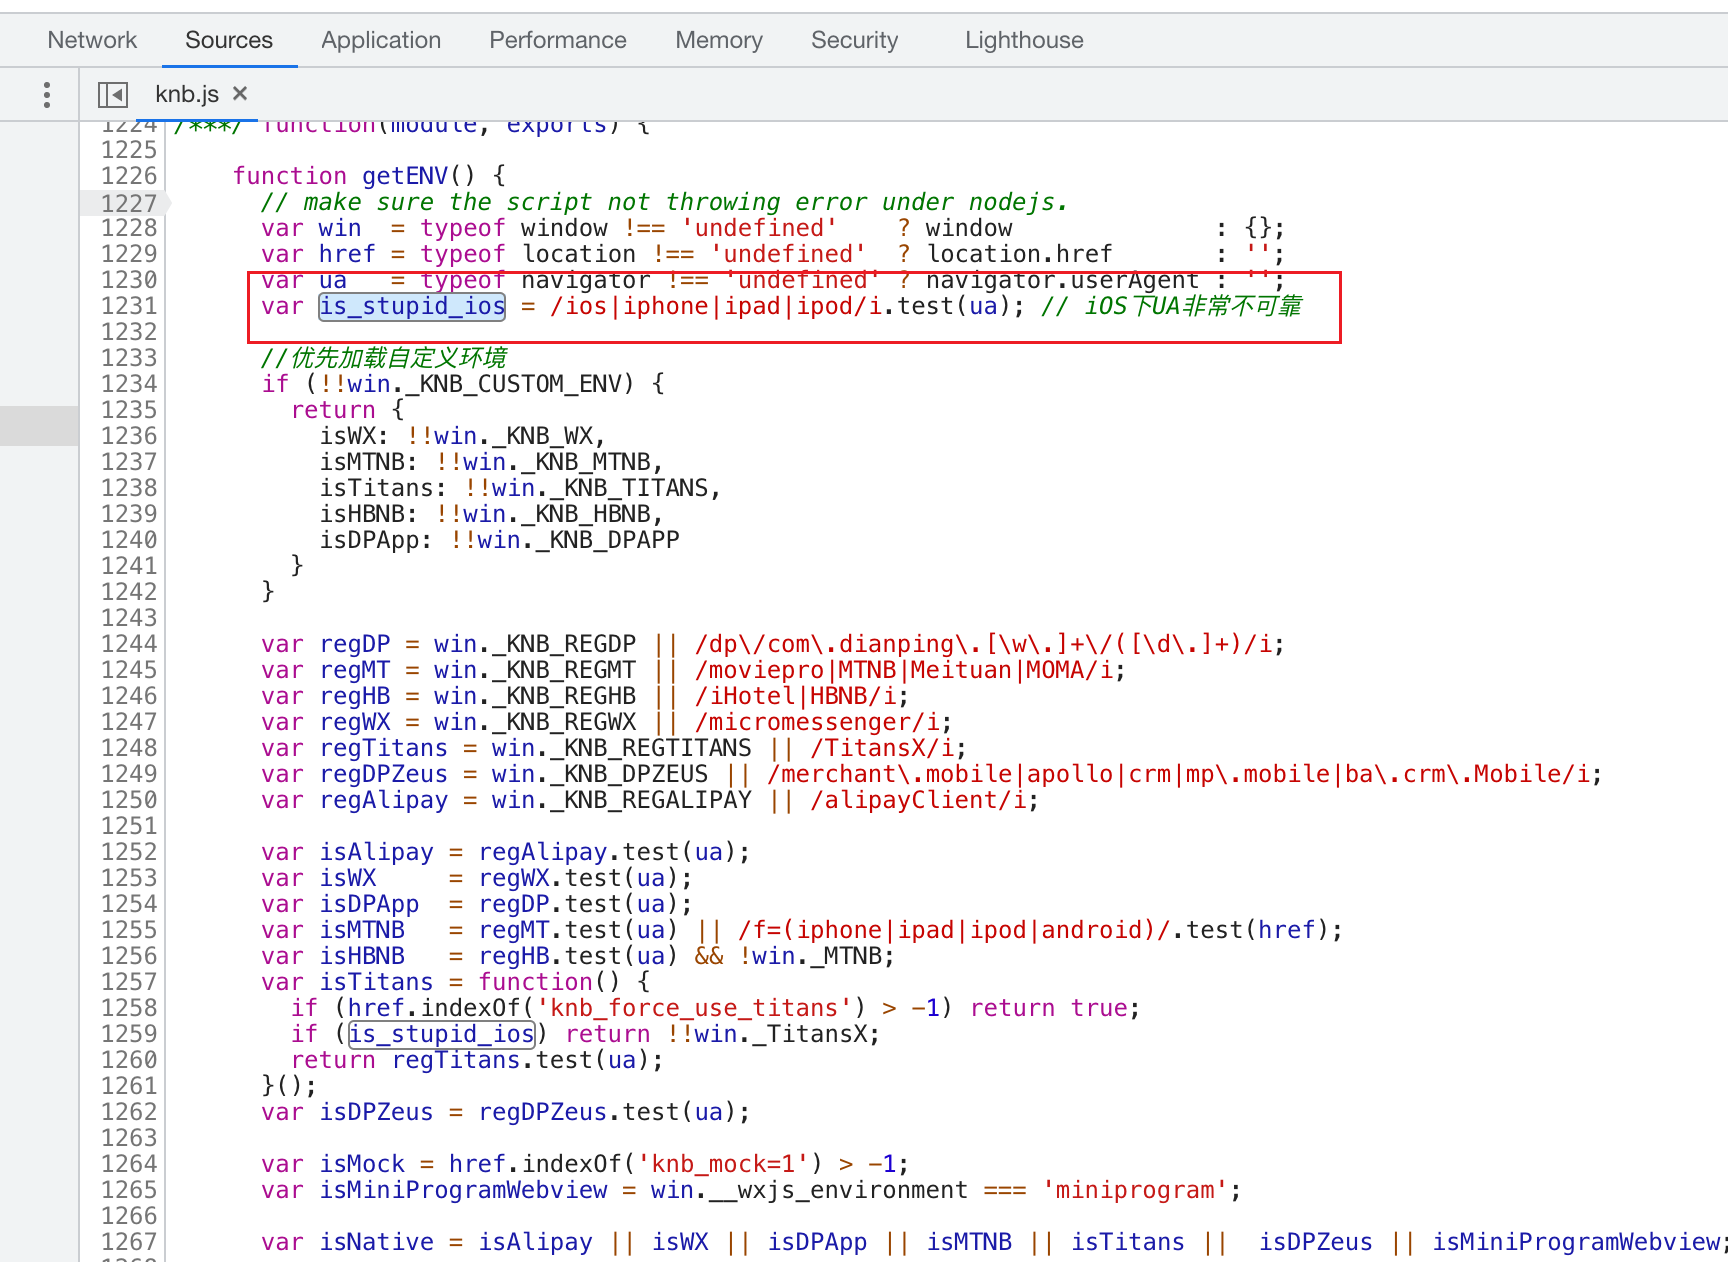 Network Sources Application Performance Memory Security Lighthouse
knb.js ×
1224 /***/ function(module, exports) {
1225
1226     function getENV() {
1227       // make sure the script not throwing error under nodejs.
1228       var win  = typeof window !== 'undefined'    ? window              : {};
1229       var href = typeof location !== 'undefined'  ? location.href       : '';
1230       var ua   = typeof navigator !== 'undefined' ? navigator.userAgent : '';
1231       var is_stupid_ios = /ios|iphone|ipad|ipod/i.test(ua); // iOS下UA非常不可靠
1232
1233       //优先加载自定义环境
1234       if (!!win._KNB_CUSTOM_ENV) {
1235         return {
1236           isWX: !!win._KNB_WX,
1237           isMTNB: !!win._KNB_MTNB,
1238           isTitans: !!win._KNB_TITANS,
1239           isHBNB: !!win._KNB_HBNB,
1240           isDPApp: !!win._KNB_DPAPP
1241         }
1242       }
1243
1244       var regDP = win._KNB_REGDP || /dp\/com\.dianping\.[\w\.]+\/([\d\.]+)/i;
1245       var regMT = win._KNB_REGMT || /moviepro|MTNB|Meituan|MOMA/i;
1246       var regHB = win._KNB_REGHB || /iHotel|HBNB/i;
1247       var regWX = win._KNB_REGWX || /micromessenger/i;
1248       var regTitans = win._KNB_REGTITANS || /TitansX/i;
1249       var regDPZeus = win._KNB_DPZEUS || /merchant\.mobile|apollo|crm|mp\.mobile|ba\.crm\.Mobile/i;
1250       var regAlipay = win._KNB_REGALIPAY || /alipayClient/i;
1251
1252       var isAlipay = regAlipay.test(ua);
1253       var isWX     = regWX.test(ua);
1254       var isDPApp  = regDP.test(ua);
1255       var isMTNB   = regMT.test(ua) || /f=(iphone|ipad|ipod|android)/.test(href);
1256       var isHBNB   = regHB.test(ua) && !win._MTNB;
1257       var isTitans = function() {
1258         if (href.indexOf('knb_force_use_titans') > -1) return true;
1259         if (is_stupid_ios) return !!win._TitansX;
1260         return regTitans.test(ua);
1261       }();
1262       var isDPZeus = regDPZeus.test(ua);
1263
1264       var isMock = href.indexOf('knb_mock=1') > -1;
1265       var isMiniProgramWebview = win.__wxjs_environment === 'miniprogram';
1266
1267       var isNative = isAlipay || isWX || isDPApp || isMTNB || isTitans ||  isDPZeus || isMiniProgramWebview;